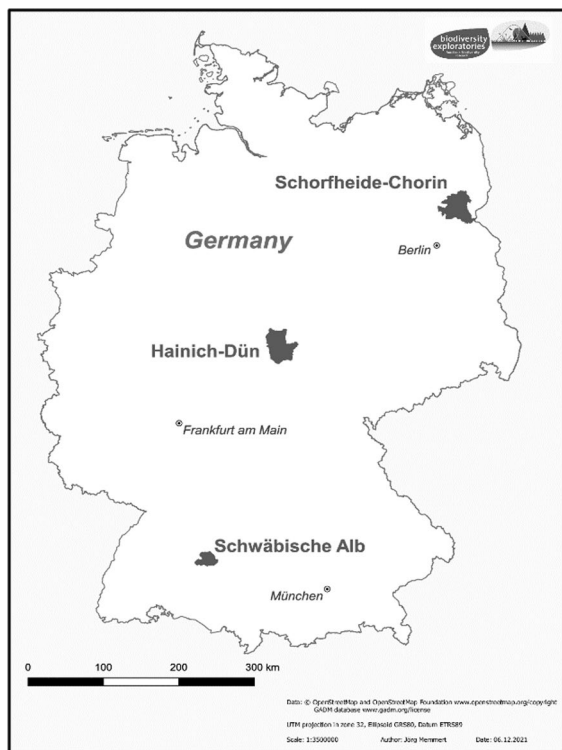 biodiversity
exploratories
Schorfheide-Chorin
Germany
Berlin
Hainich-Dün
Frankfurt am Main
Schwäbische Alb
München
0 100 200 300 km
Data: © OpenStreetMap and OpenStreetMap Foundation www.openstreetmap.org/copyright
GADM database www.gadm.org/license
UTM projection in zone 32, Ellipsoid GRS80, Datum ETRS89
Scale: 1:3500000 Author: Jörg Memmert Date: 06.12.2021